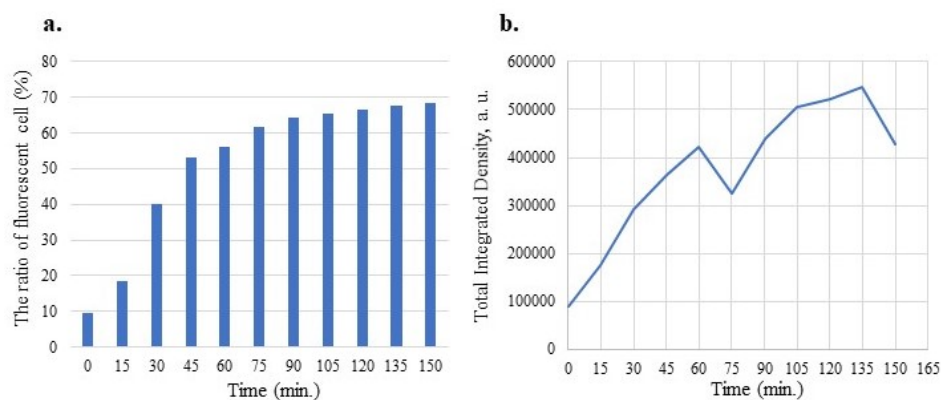 a.
The ratio of fluorescent cell (%)
80
70
60
50
40
30
20
10
0
0 15 30 45 60 75 90 105 120 135 150
Time (min.)
b.
Total Integrated Density, a. u.
600000
500000
400000
300000
200000
100000
0
0 15 30 45 60 75 90 105 120 135 150 165
Time (min.)